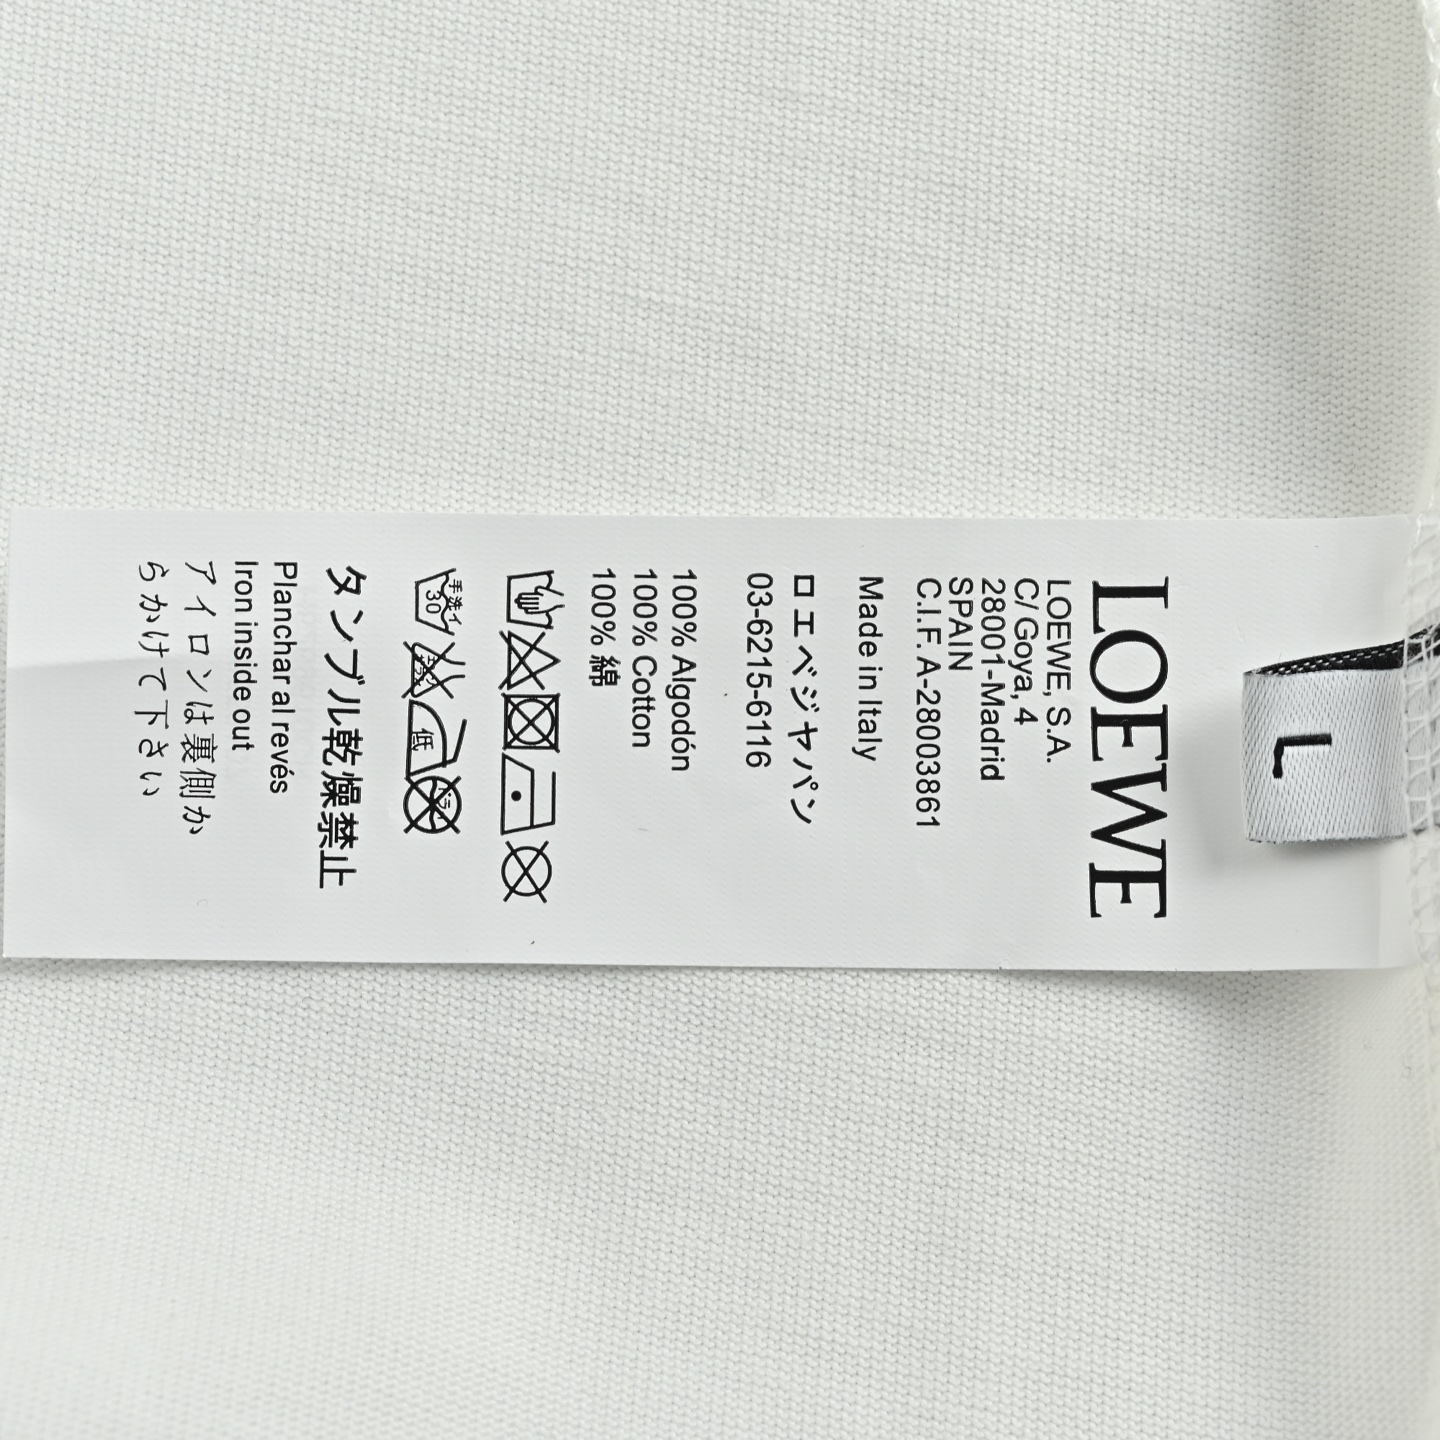 L
LOEWE
LOEWE, S.A.
C/ Goya, 4
28001-Madrid
SPAIN
C.I.F. A-28003861
Made in Italy
ロエベジャパン
03-6215-6116
100% Algodón
100% Cotton
100% 綿
手洗イ
30
低
タンブル乾燥禁止
Planchar al revés
Iron inside out
アイロンは裏側か
らかけて下さい